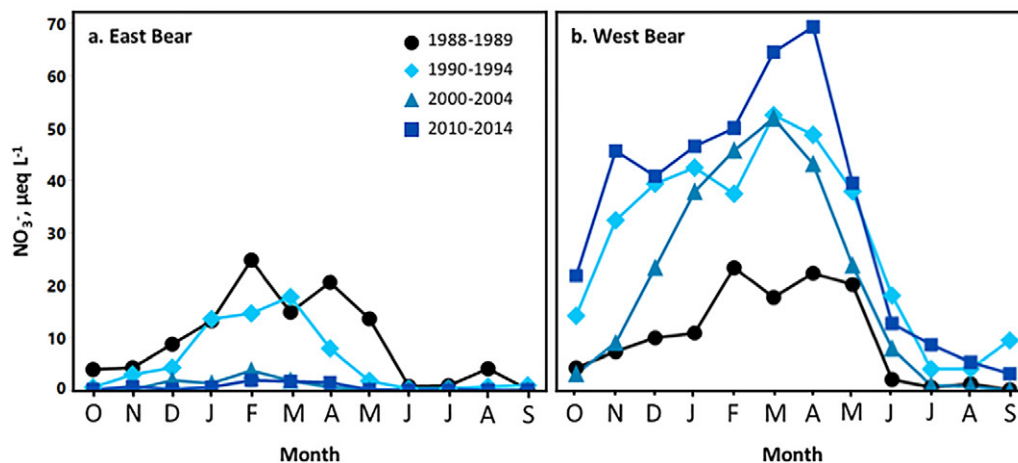 a. East Bear
1988-1989
1990-1994
2000-2004
2010-2014
b. West Bear
NO₃⁻, µeq L⁻¹
70
60
50
40
30
20
10
0
O N D J F M A M J J A S
O N D J F M A M J J A S
Month
Month